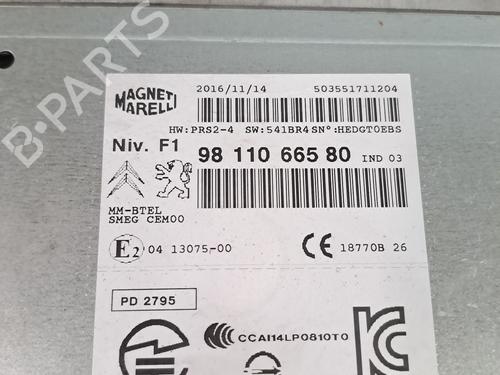 B-PARTS
MAGNETI
MARELLI
2016/11/14 503551711204
HW:PRS2-4 SW:541BR4 SN°:HEDGT0EBS
Niv. F1 98 110 665 80 IND 03
MM-BTEL
SMEG CEM00
E2 04 13075-00 CE 18770B 26
PD 2795
CCAI14LP0810T0